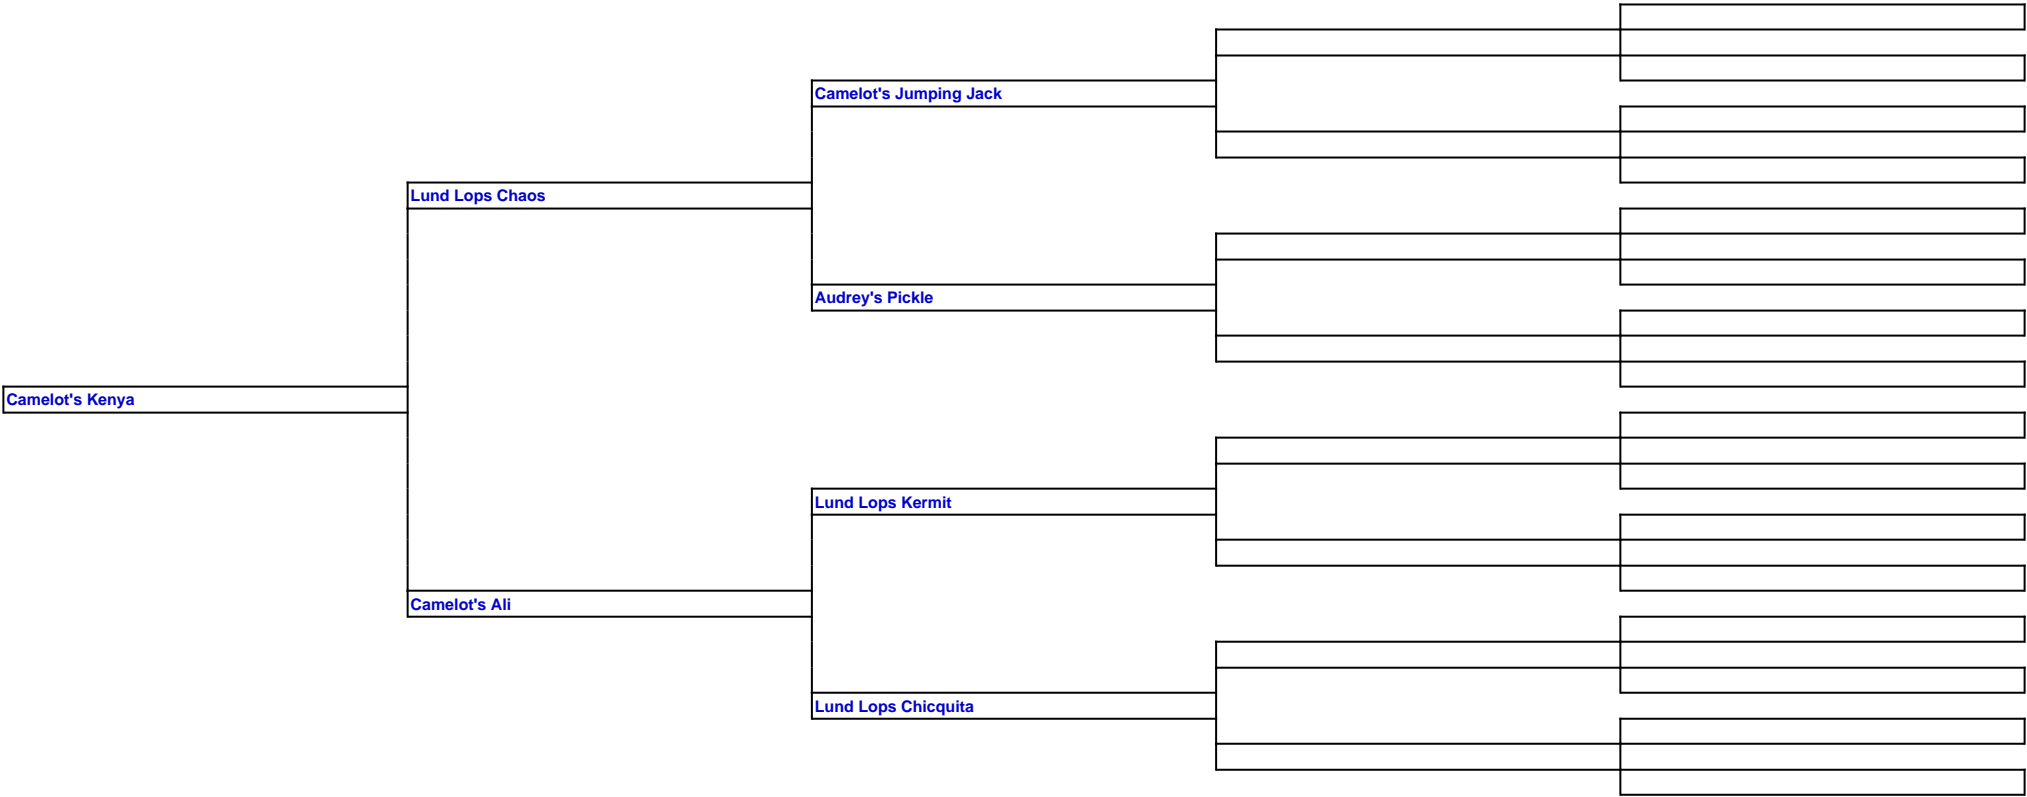 Camelot's Jumping Jack
Lund Lops Chaos
Audrey's Pickle
Camelot's Kenya
Lund Lops Kermit
Camelot's Ali
Lund Lops Chicquita